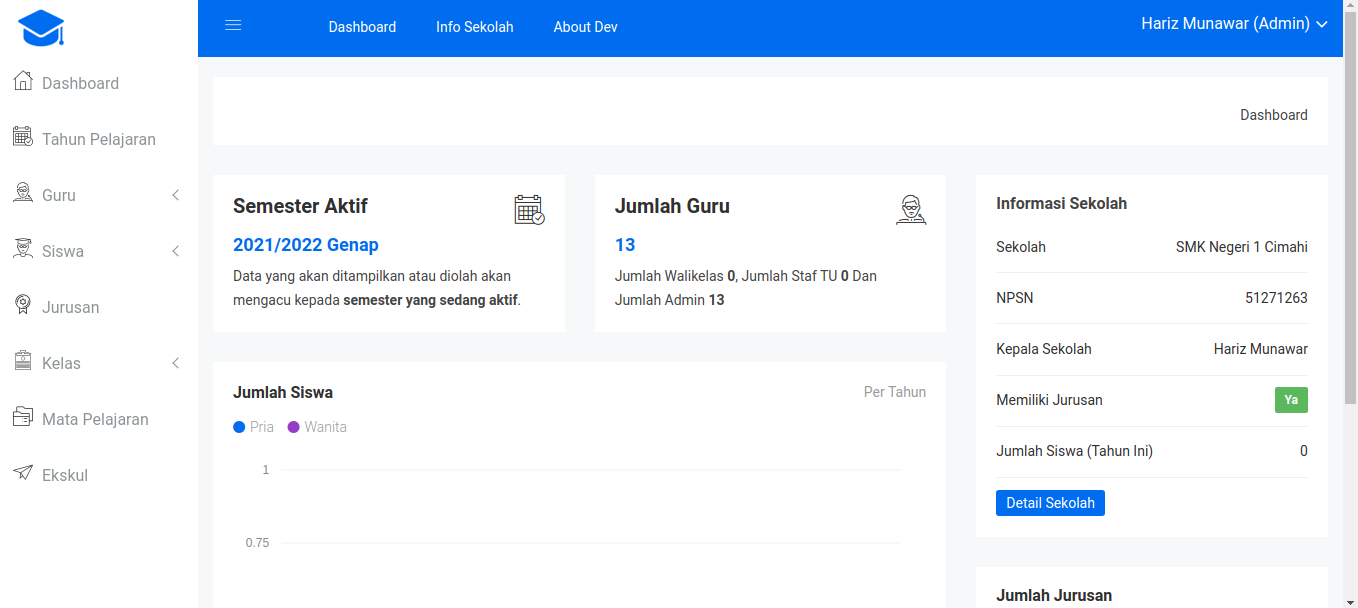 Dashboard
Info Sekolah
About Dev
Hariz Munawar (Admin)
Dashboard
Tahun Pelajaran
Guru
Siswa
Jurusan
Kelas
Mata Pelajaran
Ekskul
Dashboard
Semester Aktif
2021/2022 Genap
Data yang akan ditampilkan atau diolah akan
mengacu kepada semester yang sedang aktif.
Jumlah Guru
13
Jumlah Walikelas 0, Jumlah Staf TU 0 Dan
Jumlah Admin 13
Jumlah Siswa
Per Tahun
Pria
Wanita
1
0.75
Informasi Sekolah
Sekolah SMK Negeri 1 Cimahi
NPSN 51271263
Kepala Sekolah Hariz Munawar
Memiliki Jurusan Ya
Jumlah Siswa (Tahun Ini) 0
Detail Sekolah
Jumlah Jurusan